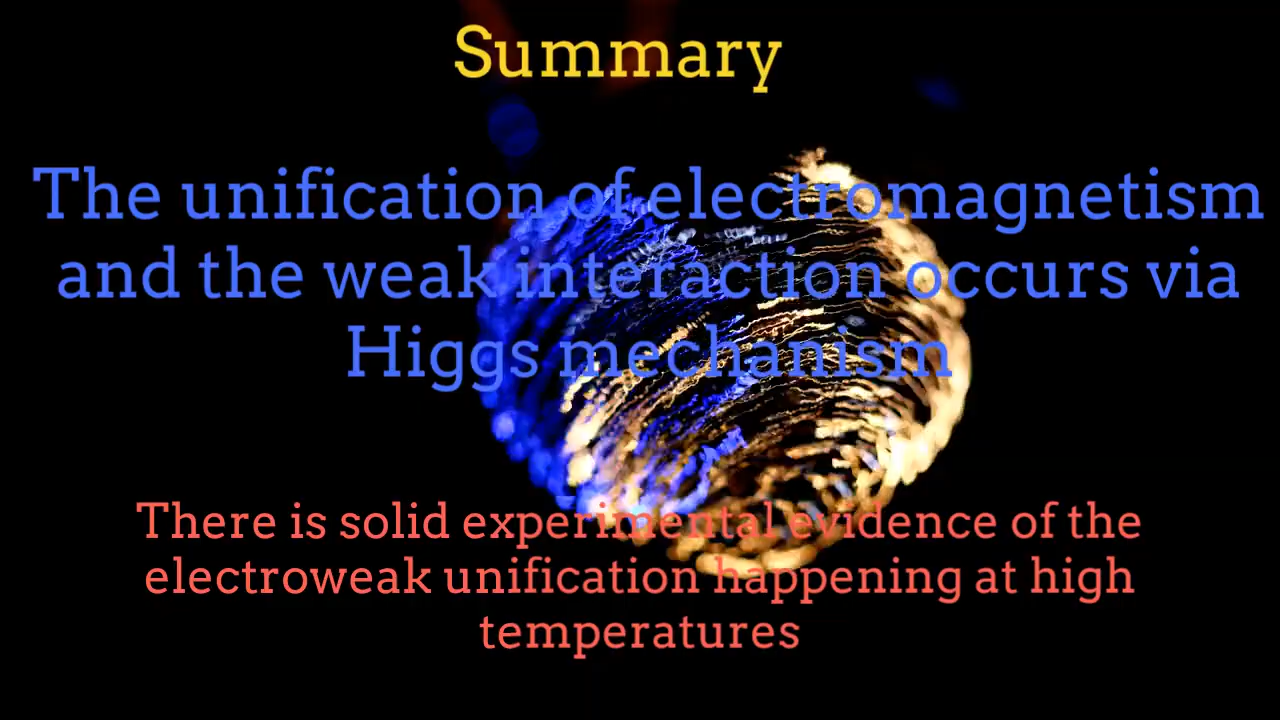 Summary
The unification of electromagnetism
and the weak interaction occurs via
Higgs mechanism
There is solid experimental evidence of the
electroweak unification happening at high
temperatures